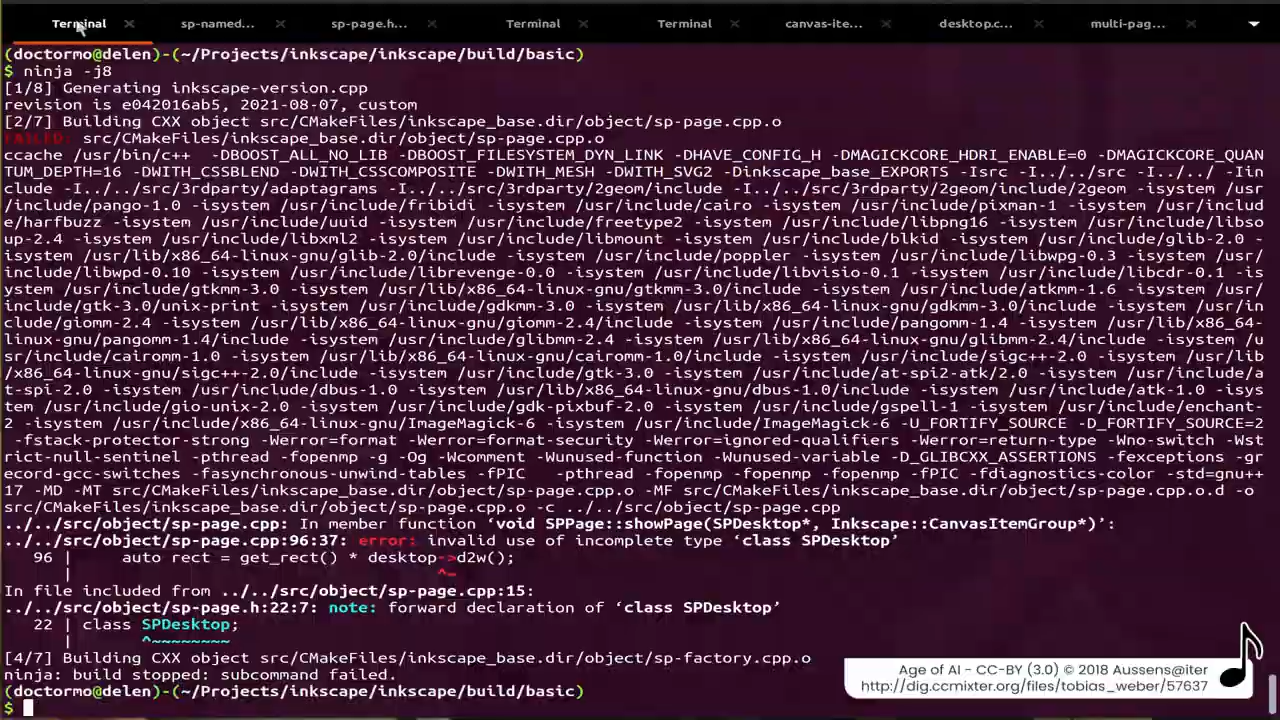 Terminal
sp-named...
sp-page.h...
Terminal
Terminal
canvas-ite...
desktop.c...
multi-pag...
(doctormo@delen)-(~/Projects/inkscape/inkscape/build/basic)
$ ninja -j8
[1/8] Generating inkscape-version.cpp
revision is e042016ab5, 2021-08-07, custom
[2/7] Building CXX object src/CMakeFiles/inkscape_base.dir/object/sp-page.cpp.o
FAILED: src/CMakeFiles/inkscape_base.dir/object/sp-page.cpp.o
ccache /usr/bin/c++  -DBOOST_ALL_NO_LIB -DBOOST_FILESYSTEM_DYN_LINK -DHAVE_CONFIG_H -DMAGICKCORE_HDRI_ENABLE=0 -DMAGICKCORE_QUAN
TUM_DEPTH=16 -DWITH_CSSBLEND -DWITH_CSSCOMPOSITE -DWITH_MESH -DWITH_SVG2 -Dinkscape_base_EXPORTS -Isrc -I../../src -I../../ -Iin
clude -I../../src/3rdparty/adaptagrams -I../../src/3rdparty/2geom/include -I../../src/3rdparty/2geom/include/2geom -isystem /usr
/include/pango-1.0 -isystem /usr/include/fribidi -isystem /usr/include/cairo -isystem /usr/include/pixman-1 -isystem /usr/includ
e/harfbuzz -isystem /usr/include/uuid -isystem /usr/include/freetype2 -isystem /usr/include/libpng16 -isystem /usr/include/libso
up-2.4 -isystem /usr/include/libxml2 -isystem /usr/include/libmount -isystem /usr/include/blkid -isystem /usr/include/glib-2.0 -
isystem /usr/lib/x86_64-linux-gnu/glib-2.0/include -isystem /usr/include/poppler -isystem /usr/include/libwpg-0.3 -isystem /usr/
include/libwpd-0.10 -isystem /usr/include/librevenge-0.0 -isystem /usr/include/libvisio-0.1 -isystem /usr/include/libcdr-0.1 -is
ystem /usr/include/gtkmm-3.0 -isystem /usr/lib/x86_64-linux-gnu/gtkmm-3.0/include -isystem /usr/include/atkmm-1.6 -isystem /usr/
include/gtk-3.0/unix-print -isystem /usr/include/gdkmm-3.0 -isystem /usr/lib/x86_64-linux-gnu/gdkmm-3.0/include -isystem /usr/in
clude/giomm-2.4 -isystem /usr/lib/x86_64-linux-gnu/giomm-2.4/include -isystem /usr/include/pangomm-1.4 -isystem /usr/lib/x86_64-
linux-gnu/pangomm-1.4/include -isystem /usr/include/glibmm-2.4 -isystem /usr/lib/x86_64-linux-gnu/glibmm-2.4/include -isystem /u
sr/include/cairomm-1.0 -isystem /usr/lib/x86_64-linux-gnu/cairomm-1.0/include -isystem /usr/include/sigc++-2.0 -isystem /usr/lib
/x86_64-linux-gnu/sigc++-2.0/include -isystem /usr/include/gtk-3.0 -isystem /usr/include/at-spi2-atk/2.0 -isystem /usr/include/a
t-spi-2.0 -isystem /usr/include/dbus-1.0 -isystem /usr/lib/x86_64-linux-gnu/dbus-1.0/include -isystem /usr/include/atk-1.0 -isys
tem /usr/include/gio-unix-2.0 -isystem /usr/include/gdk-pixbuf-2.0 -isystem /usr/include/gspell-1 -isystem /usr/include/enchant-
2 -isystem /usr/include/x86_64-linux-gnu/ImageMagick-6 -isystem /usr/include/ImageMagick-6 -U_FORTIFY_SOURCE -D_FORTIFY_SOURCE=2
 -fstack-protector-strong -Werror=format -Werror=format-security -Werror=ignored-qualifiers -Werror=return-type -Wno-switch -Wst
rict-null-sentinel -pthread -fopenmp -g -Og -Wcomment -Wunused-function -Wunused-variable -D_GLIBCXX_ASSERTIONS -fexceptions -gr
ecord-gcc-switches -fasynchronous-unwind-tables -fPIC   -pthread -fopenmp -fopenmp -fopenmp -fPIC -fdiagnostics-color -std=gnu++
17 -MD -MT src/CMakeFiles/inkscape_base.dir/object/sp-page.cpp.o -MF src/CMakeFiles/inkscape_base.dir/object/sp-page.cpp.o.d -o
src/CMakeFiles/inkscape_base.dir/object/sp-page.cpp.o -c ../../src/object/sp-page.cpp
../../src/object/sp-page.cpp: In member function ‘void SPPage::showPage(SPDesktop*, Inkscape::CanvasItemGroup*)’:
../../src/object/sp-page.cpp:96:37: error: invalid use of incomplete type ‘class SPDesktop’
   96 |     auto rect = get_rect() * desktop->d2w();
      |                                     ^~
In file included from ../../src/object/sp-page.cpp:15:
../../src/object/sp-page.h:22:7: note: forward declaration of ‘class SPDesktop’
   22 | class SPDesktop;
      |       ^~~~~~~~~
[4/7] Building CXX object src/CMakeFiles/inkscape_base.dir/object/sp-factory.cpp.o
ninja: build stopped: subcommand failed.
(doctormo@delen)-(~/Projects/inkscape/inkscape/build/basic)
$
Age of AI - CC-BY (3.0) © 2018 Aussens@iter
http://dig.ccmixter.org/files/tobias_weber/57637